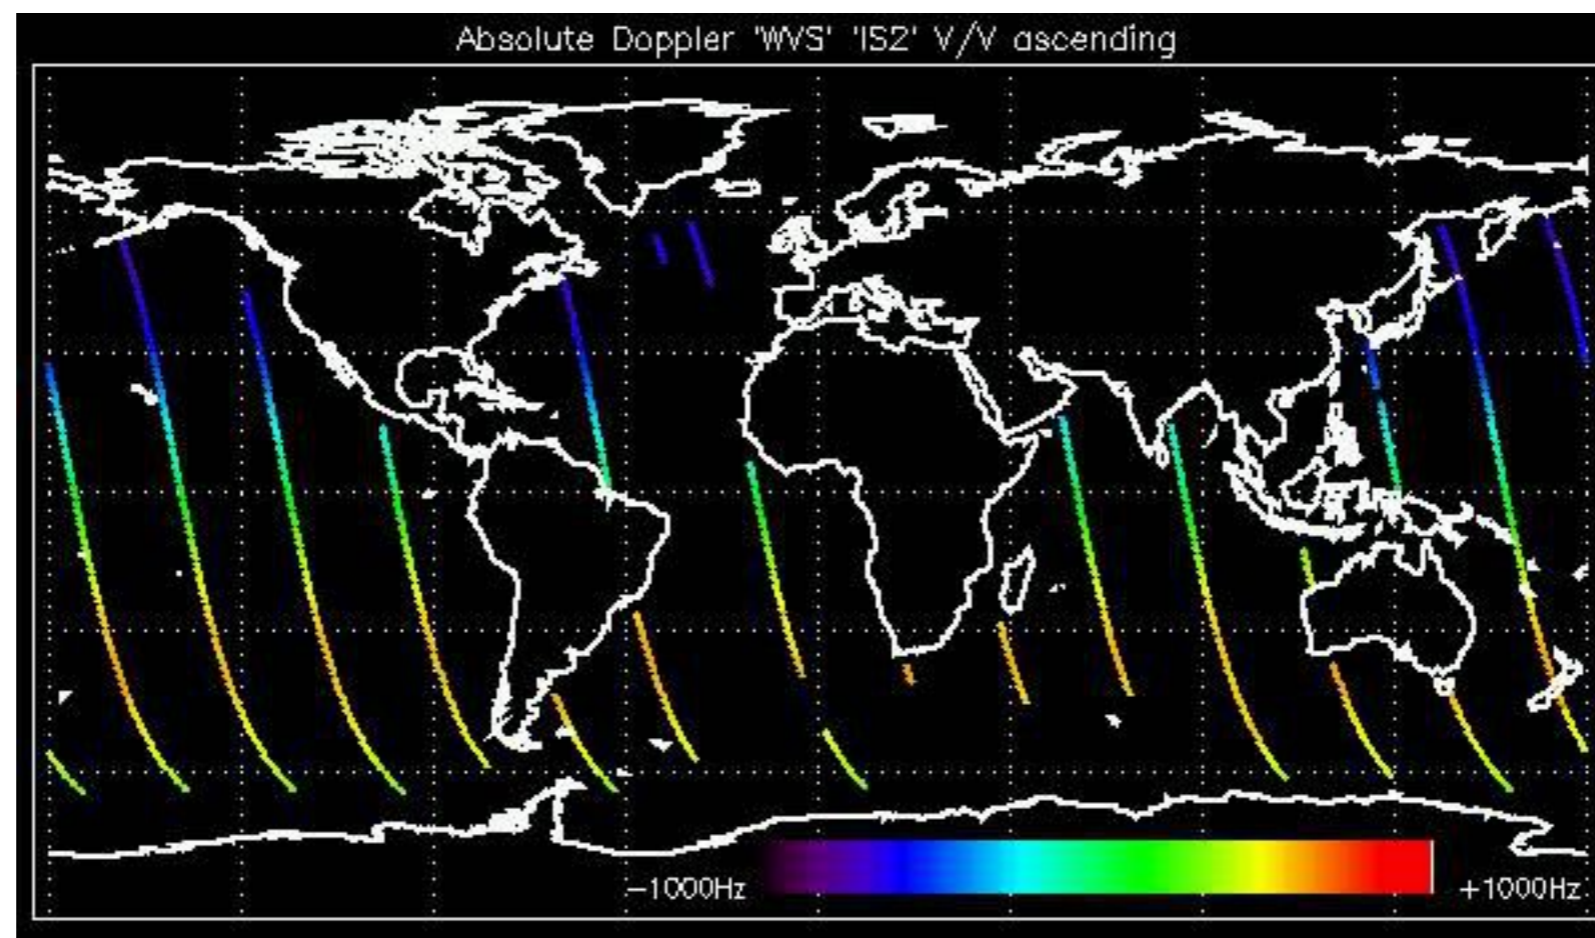 Absolute Doppler 'WVS' 'IS2' V/V ascending
−1000Hz +1000Hz